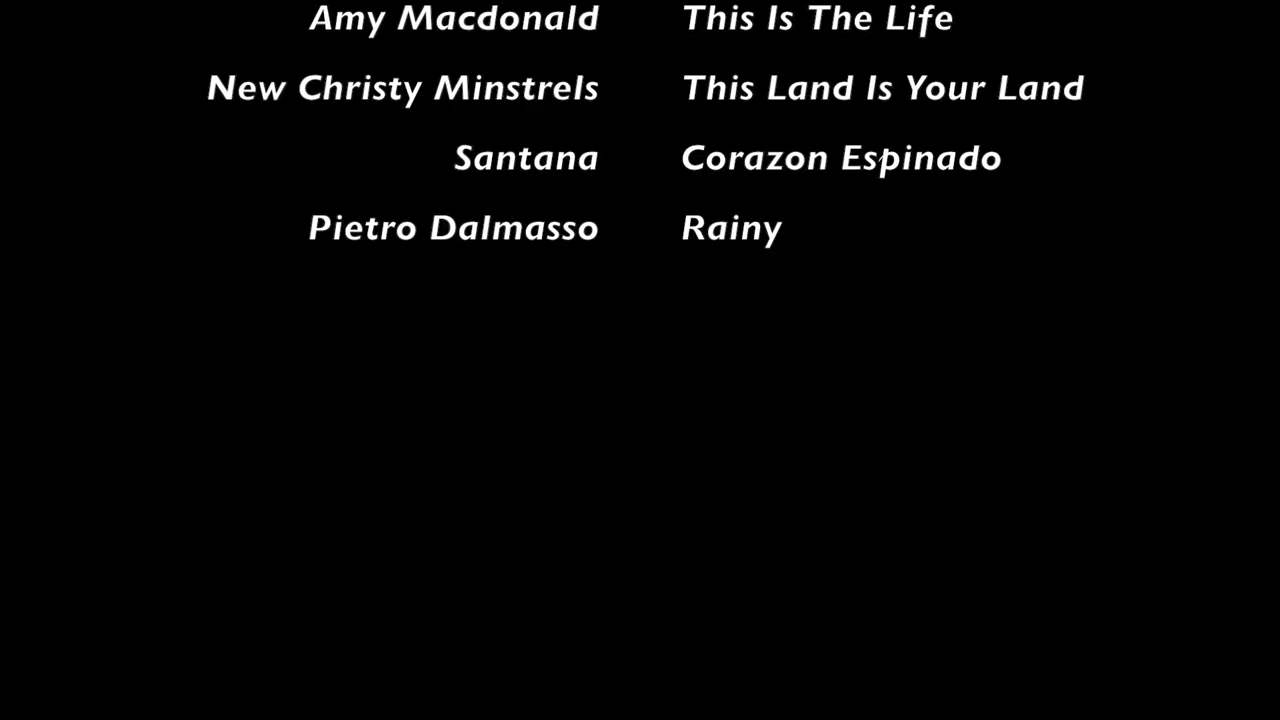 Amy Macdonald This Is The Life
New Christy Minstrels This Land Is Your Land
Santana Corazon Espinado
Pietro Dalmasso Rainy